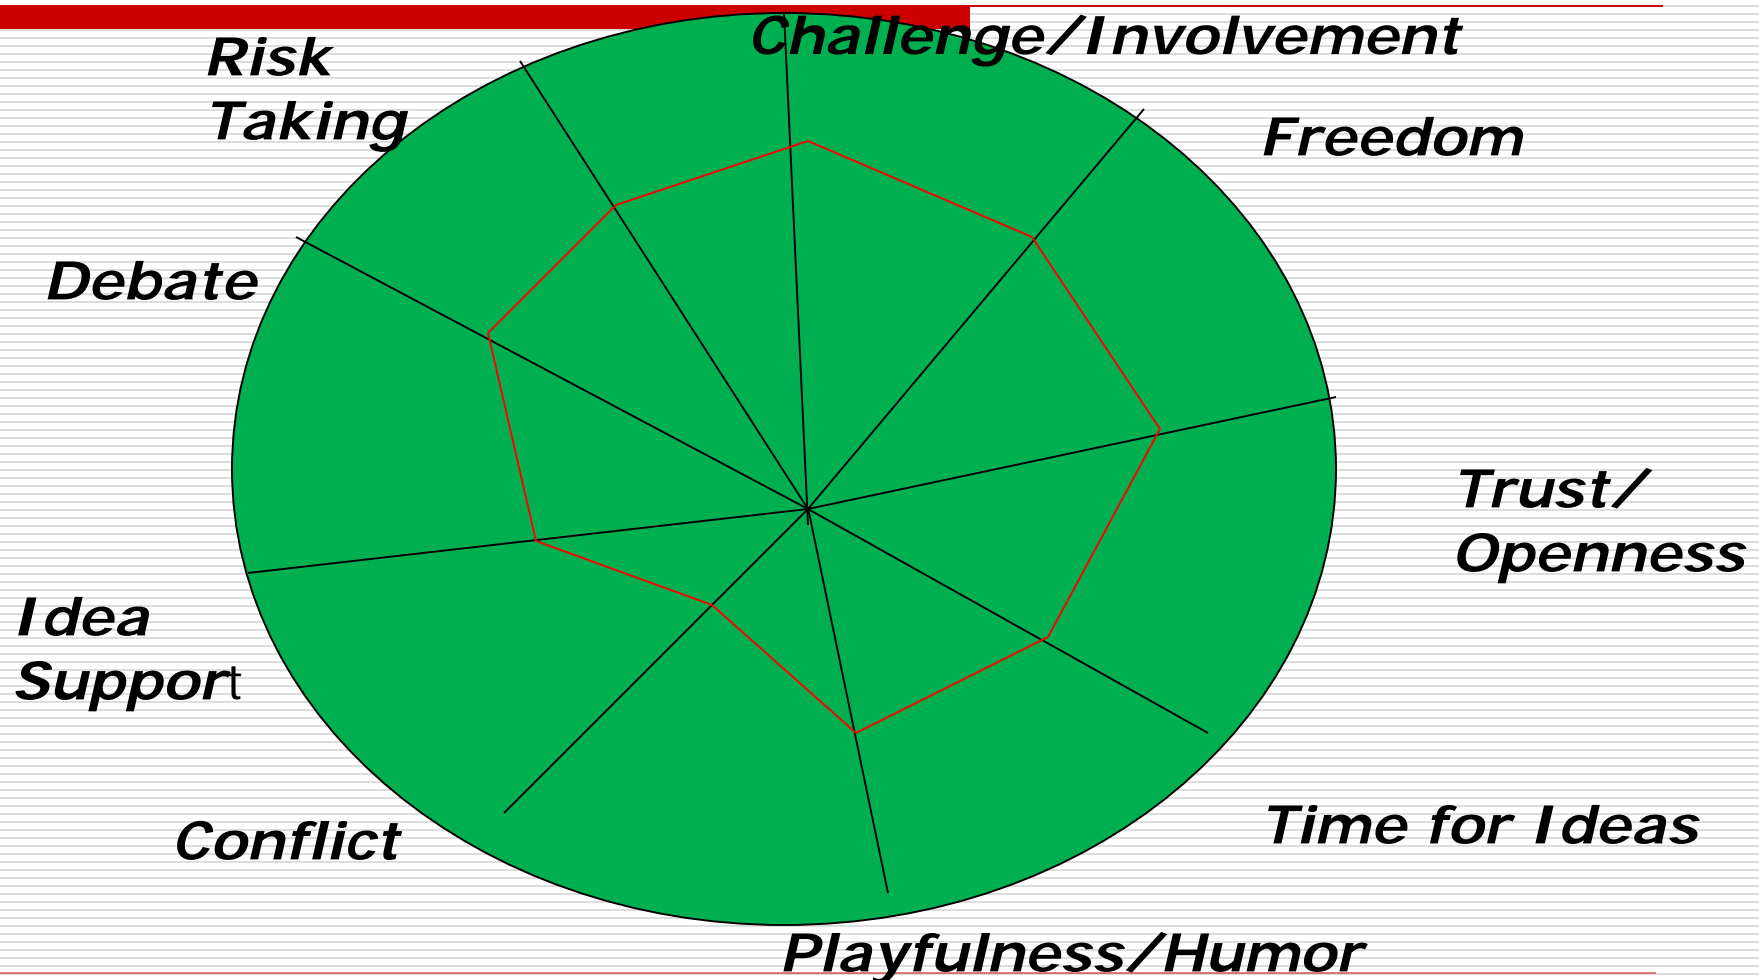 Challenge/Involvement
Risk
Taking
Freedom
Debate
Trust/
Openness
Idea
Support
Conflict
Time for Ideas
Playfulness/Humor